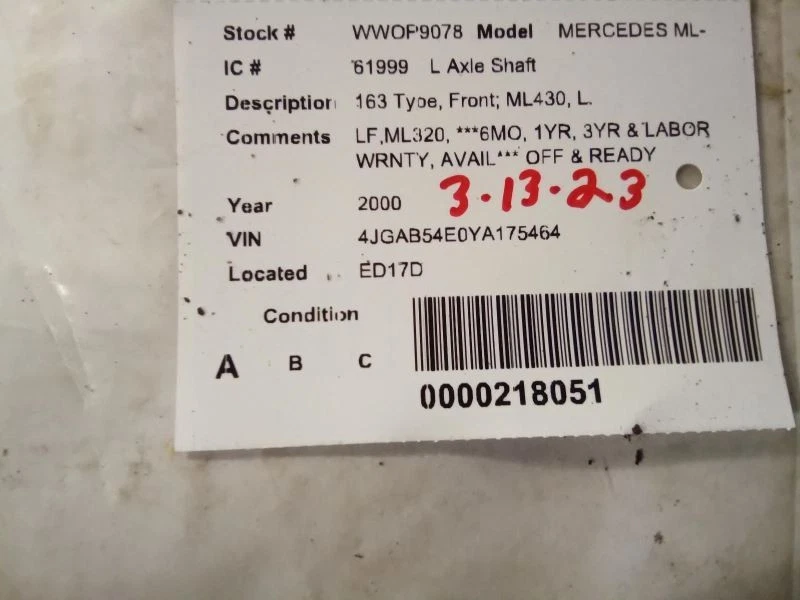 Stock # WWOP9078 Model MERCEDES ML-
IC # 61999 L Axle Shaft
Description 163 Type, Front; ML430, L.
Comments LF,ML320, ***6MO, 1YR, 3YR & LABOR
WRNTY, AVAIL*** OFF & READY
3-13-23
Year 2000
VIN 4JGAB54E0YA175464
Located ED17D
Condition
A B C
0000218051